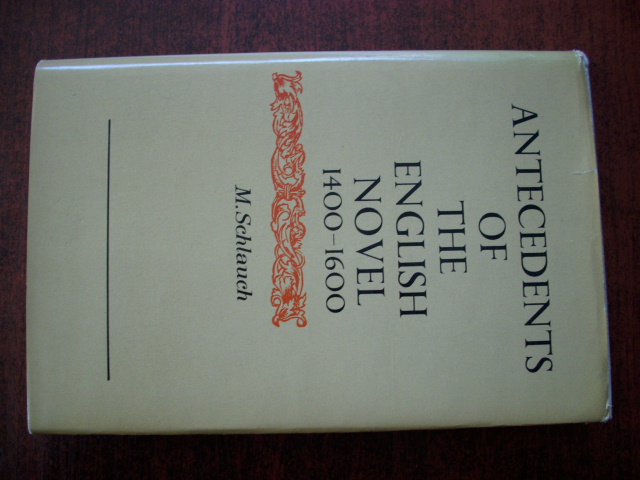 ANTECEDENTS
OF
THE
ENGLISH
NOVEL
1400-1600
M. Schlauch